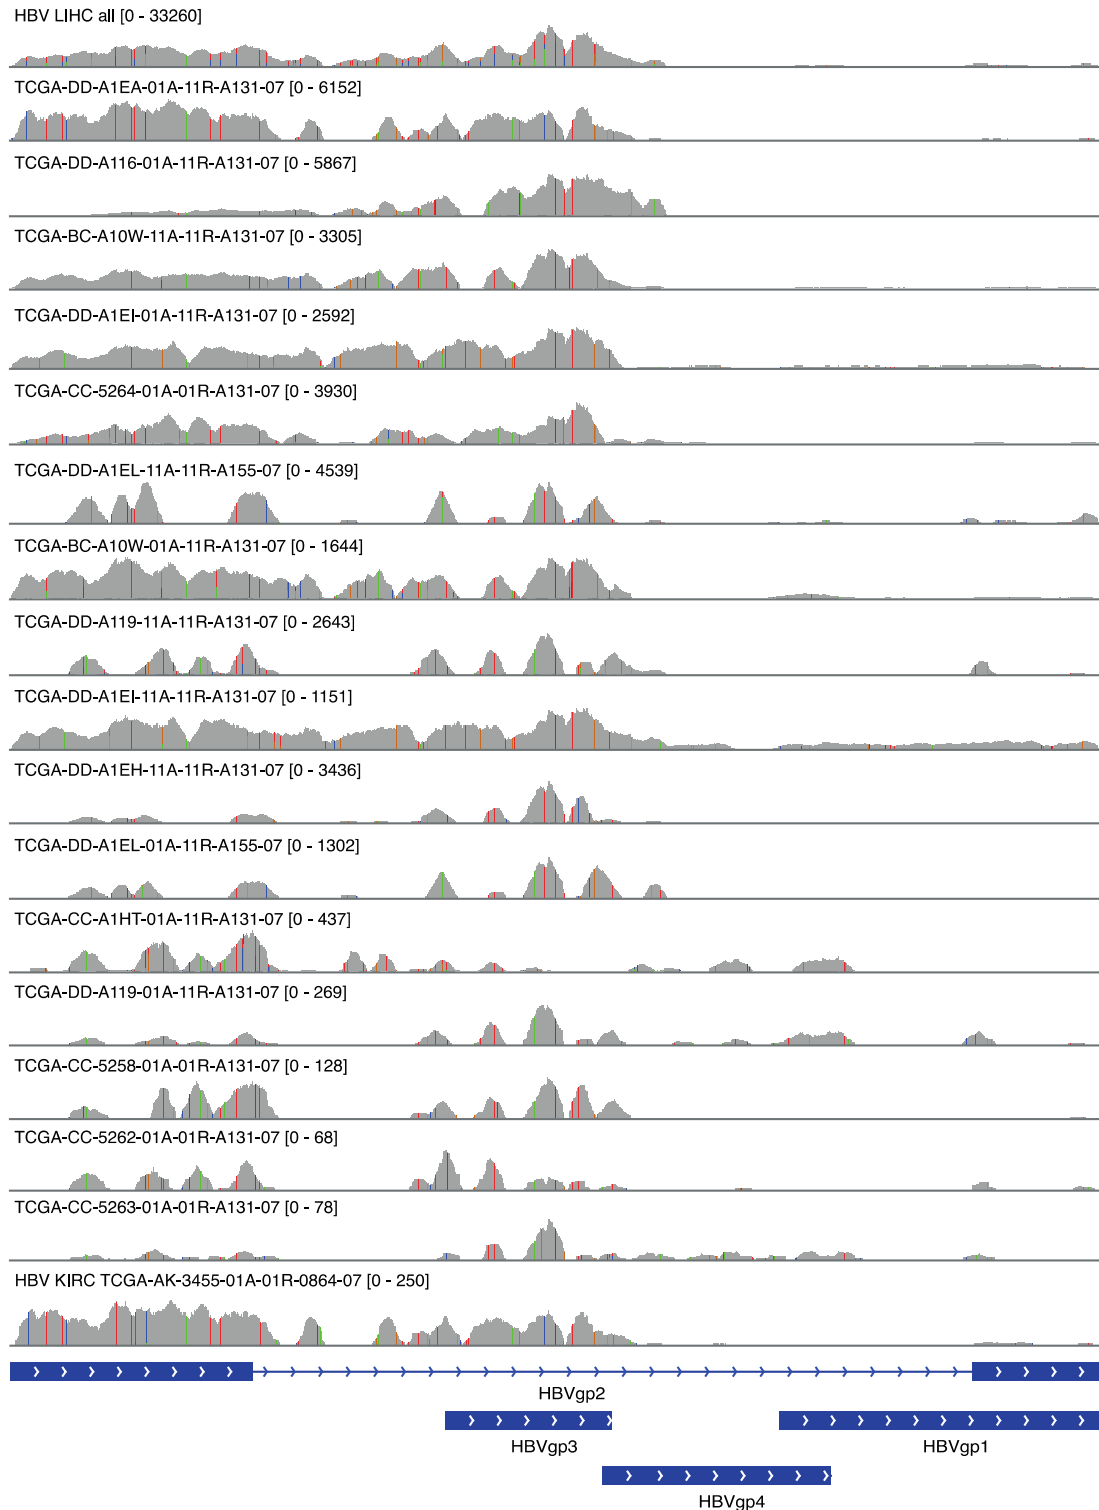 HBV LIHC all [0 - 33260]
TCGA-DD-A1EA-01A-11R-A131-07 [0 - 6152]
TCGA-DD-A116-01A-11R-A131-07 [0 - 5867]
TCGA-BC-A10W-11A-11R-A131-07 [0 - 3305]
TCGA-DD-A1EI-01A-11R-A131-07 [0 - 2592]
TCGA-CC-5264-01A-01R-A131-07 [0 - 3930]
TCGA-DD-A1EL-11A-11R-A155-07 [0 - 4539]
TCGA-BC-A10W-01A-11R-A131-07 [0 - 1644]
TCGA-DD-A119-11A-11R-A131-07 [0 - 2643]
TCGA-DD-A1EI-11A-11R-A131-07 [0 - 1151]
TCGA-DD-A1EH-11A-11R-A131-07 [0 - 3436]
TCGA-DD-A1EL-01A-11R-A155-07 [0 - 1302]
TCGA-CC-A1HT-01A-11R-A131-07 [0 - 437]
TCGA-DD-A119-01A-11R-A131-07 [0 - 269]
TCGA-CC-5258-01A-01R-A131-07 [0 - 128]
TCGA-CC-5262-01A-01R-A131-07 [0 - 68]
TCGA-CC-5263-01A-01R-A131-07 [0 - 78]
HBV KIRC TCGA-AK-3455-01A-01R-0864-07 [0 - 250]
HBVgp2
HBVgp3
HBVgp1
HBVgp4